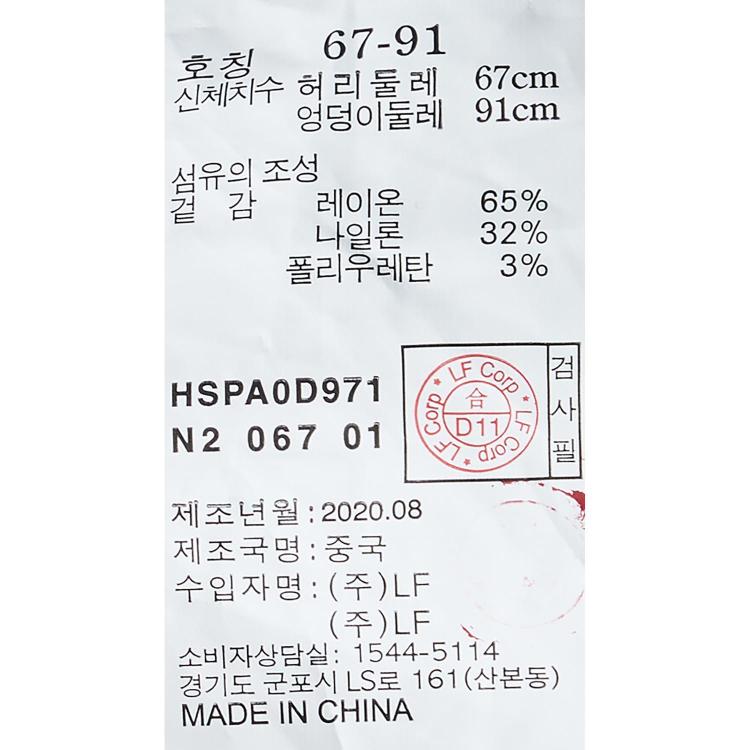 호칭 67-91
신체치수 허리둘레 67cm
엉덩이둘레 91cm
섬유의 조성
겉감 레이온 65%
나일론 32%
폴리우레탄 3%
HSPA0D971
N2 067 01
LF Corp * LF Corp * LF Corp *
合
D11
검사필
제조년월 : 2020.08
제조국명 : 중국
수입자명 : (주)LF
(주)LF
소비자상담실: 1544-5114
경기도 군포시 LS로 161(산본동)
MADE IN CHINA